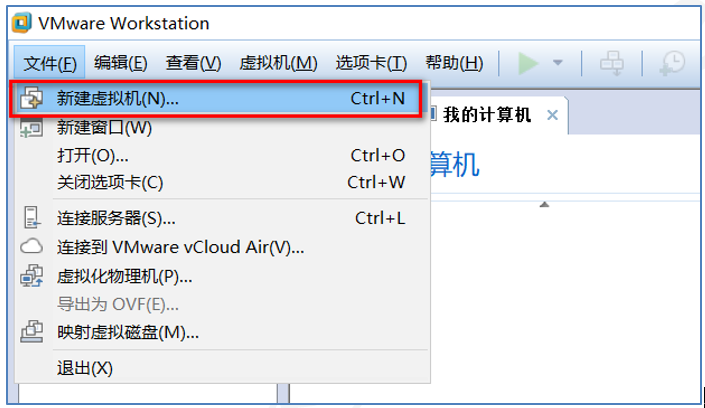 VMware Workstation
文件(F) 编辑(E) 查看(V) 虚拟机(M) 选项卡(T) 帮助(H)
新建虚拟机(N)... Ctrl+N
我的计算机
新建窗口(W)
打开(O)... Ctrl+O
算机
关闭选项卡(C) Ctrl+W
连接服务器(S)... Ctrl+L
连接到 VMware vCloud Air(V)...
虚拟化物理机(P)...
导出为 OVF(E)...
映射虚拟磁盘(M)...
退出(X)